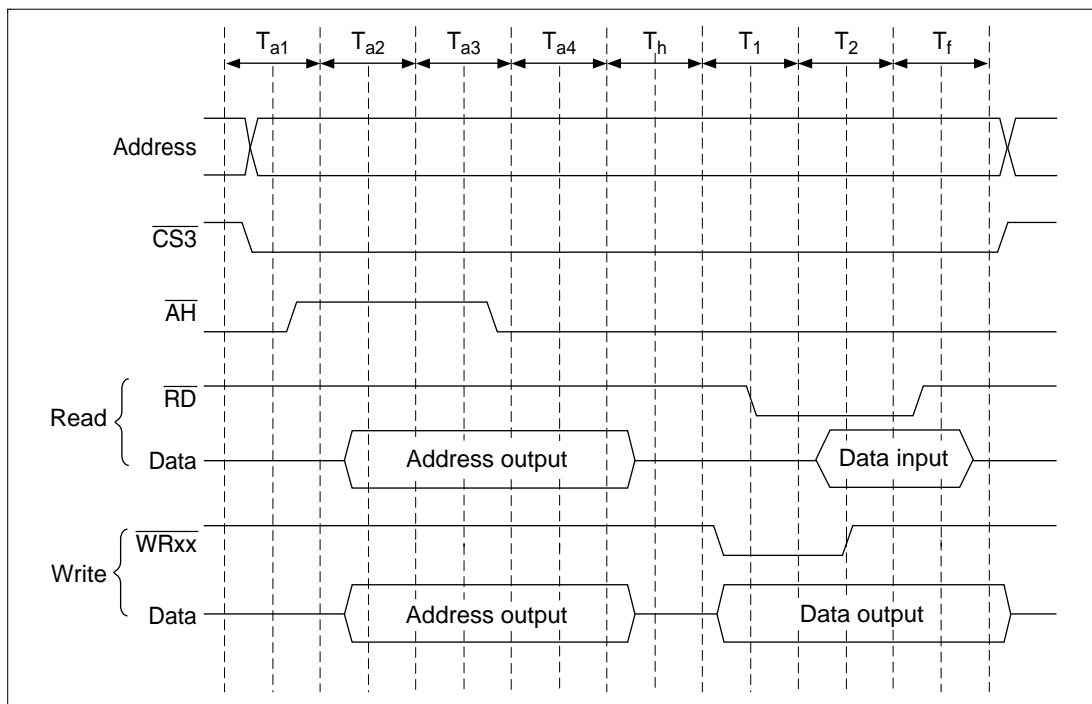 Ta1 Ta2 Ta3 Ta4 Th T1 T2 Tf
Address
CS3
AH
RD
Read
Data Address output Data input
WRxx
Write
Data Address output Data output